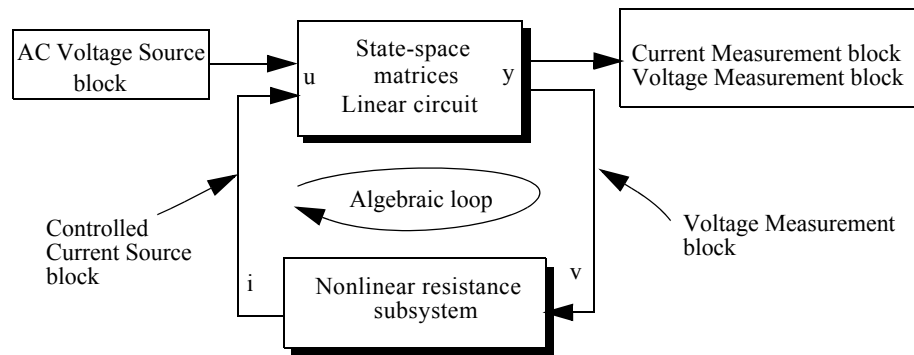 AC Voltage Source
block
State-space
matrices
Linear circuit
u
y
Current Measurement block
Voltage Measurement block
Algebraic loop
Controlled
Current Source
block
Voltage Measurement
block
i
v
Nonlinear resistance
subsystem